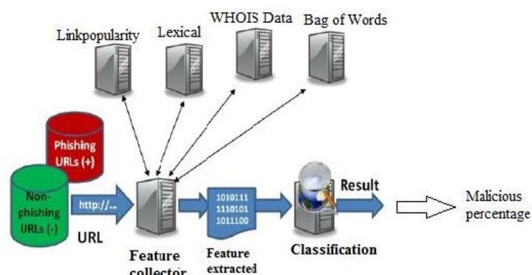 Linkpopularity
Lexical
WHOIS Data
Bag of Words
Phishing
URLs (+)
Non-
phishing
URLs (-)
http://...
URL
Feature
collector
1010111
1110101
1011100
Feature
extracted
Classification
Result
Malicious
percentage